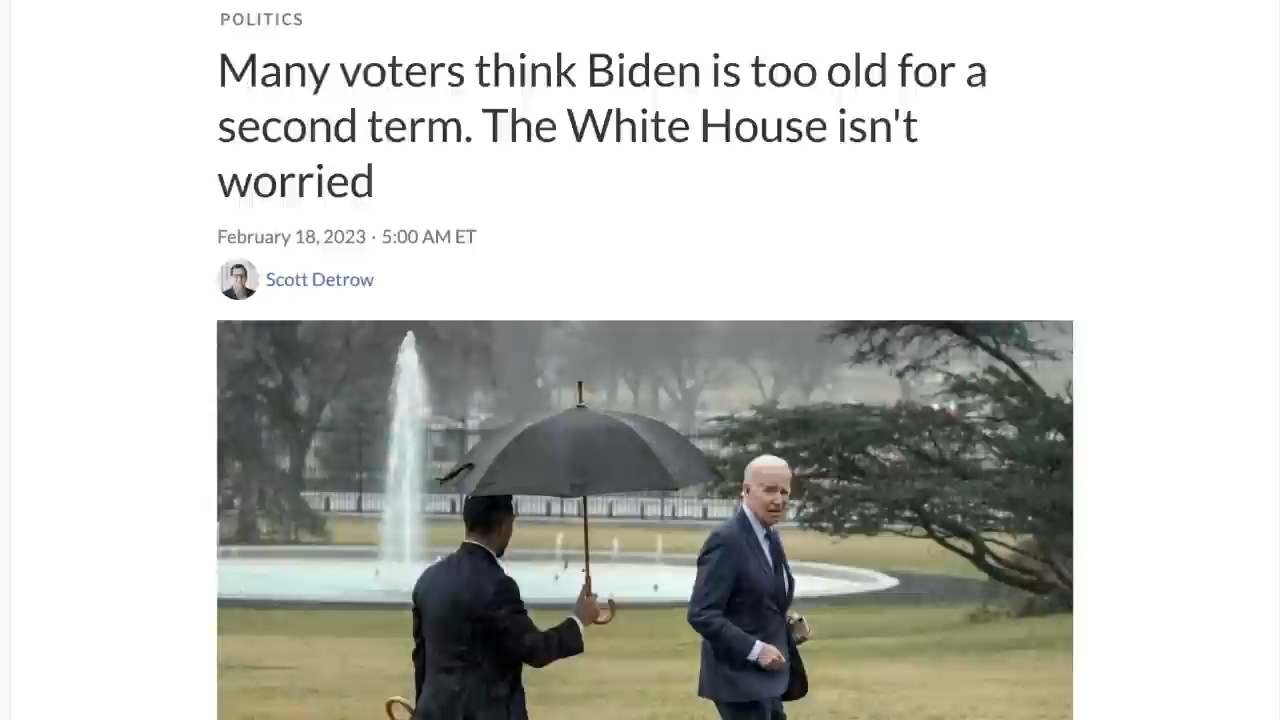 POLITICS
Many voters think Biden is too old for a
second term. The White House isn't
worried
February 18, 2023 · 5:00 AM ET
Scott Detrow